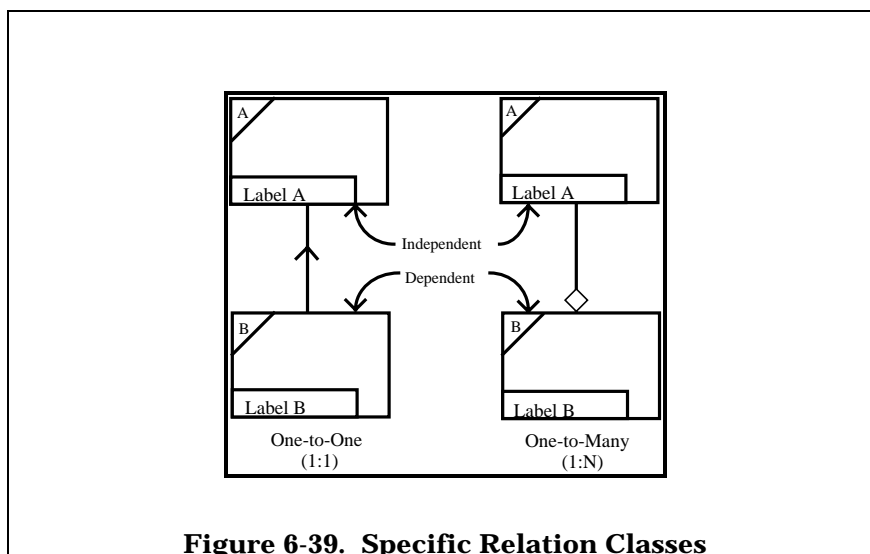 A
A
Label A
Label A
Independent
Dependent
B
B
Label B
Label B
One-to-One
(1:1)
One-to-Many
(1:N)
Figure 6-39. Specific Relation Classes